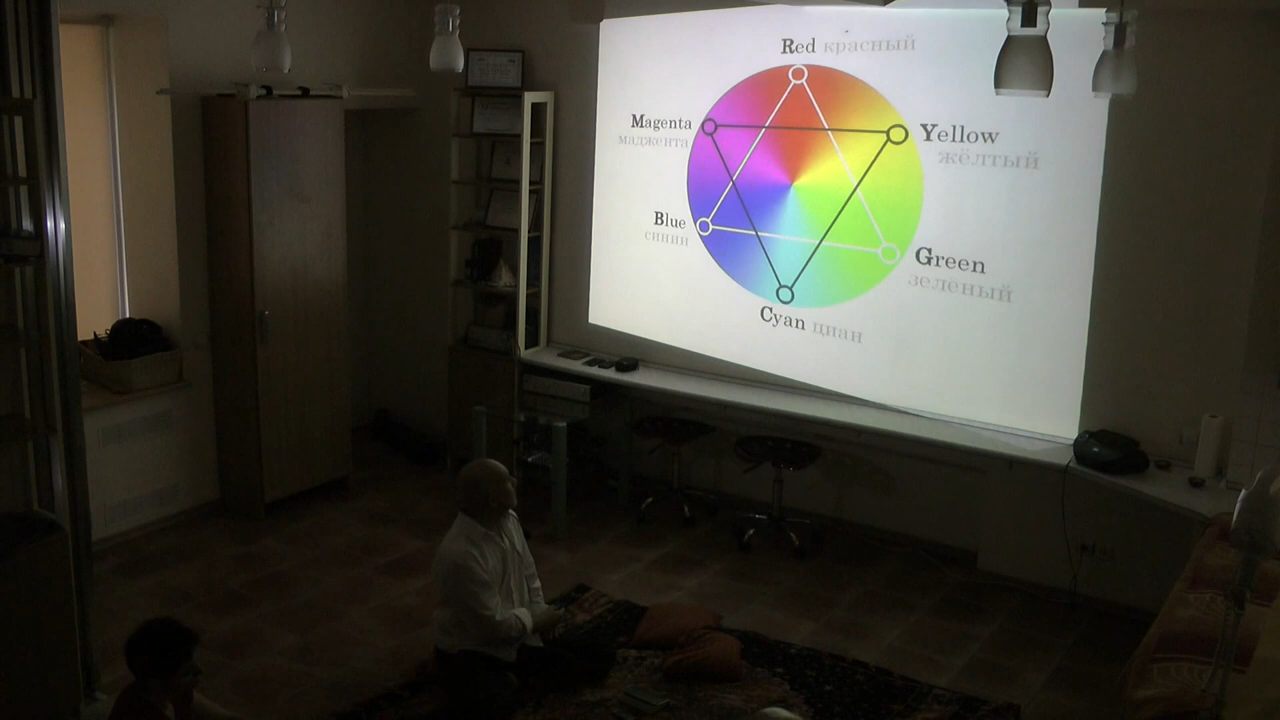 Red красный
Magenta
маджента
Yellow
жёлтый
Blue
синий
Green
зеленый
Cyan циан